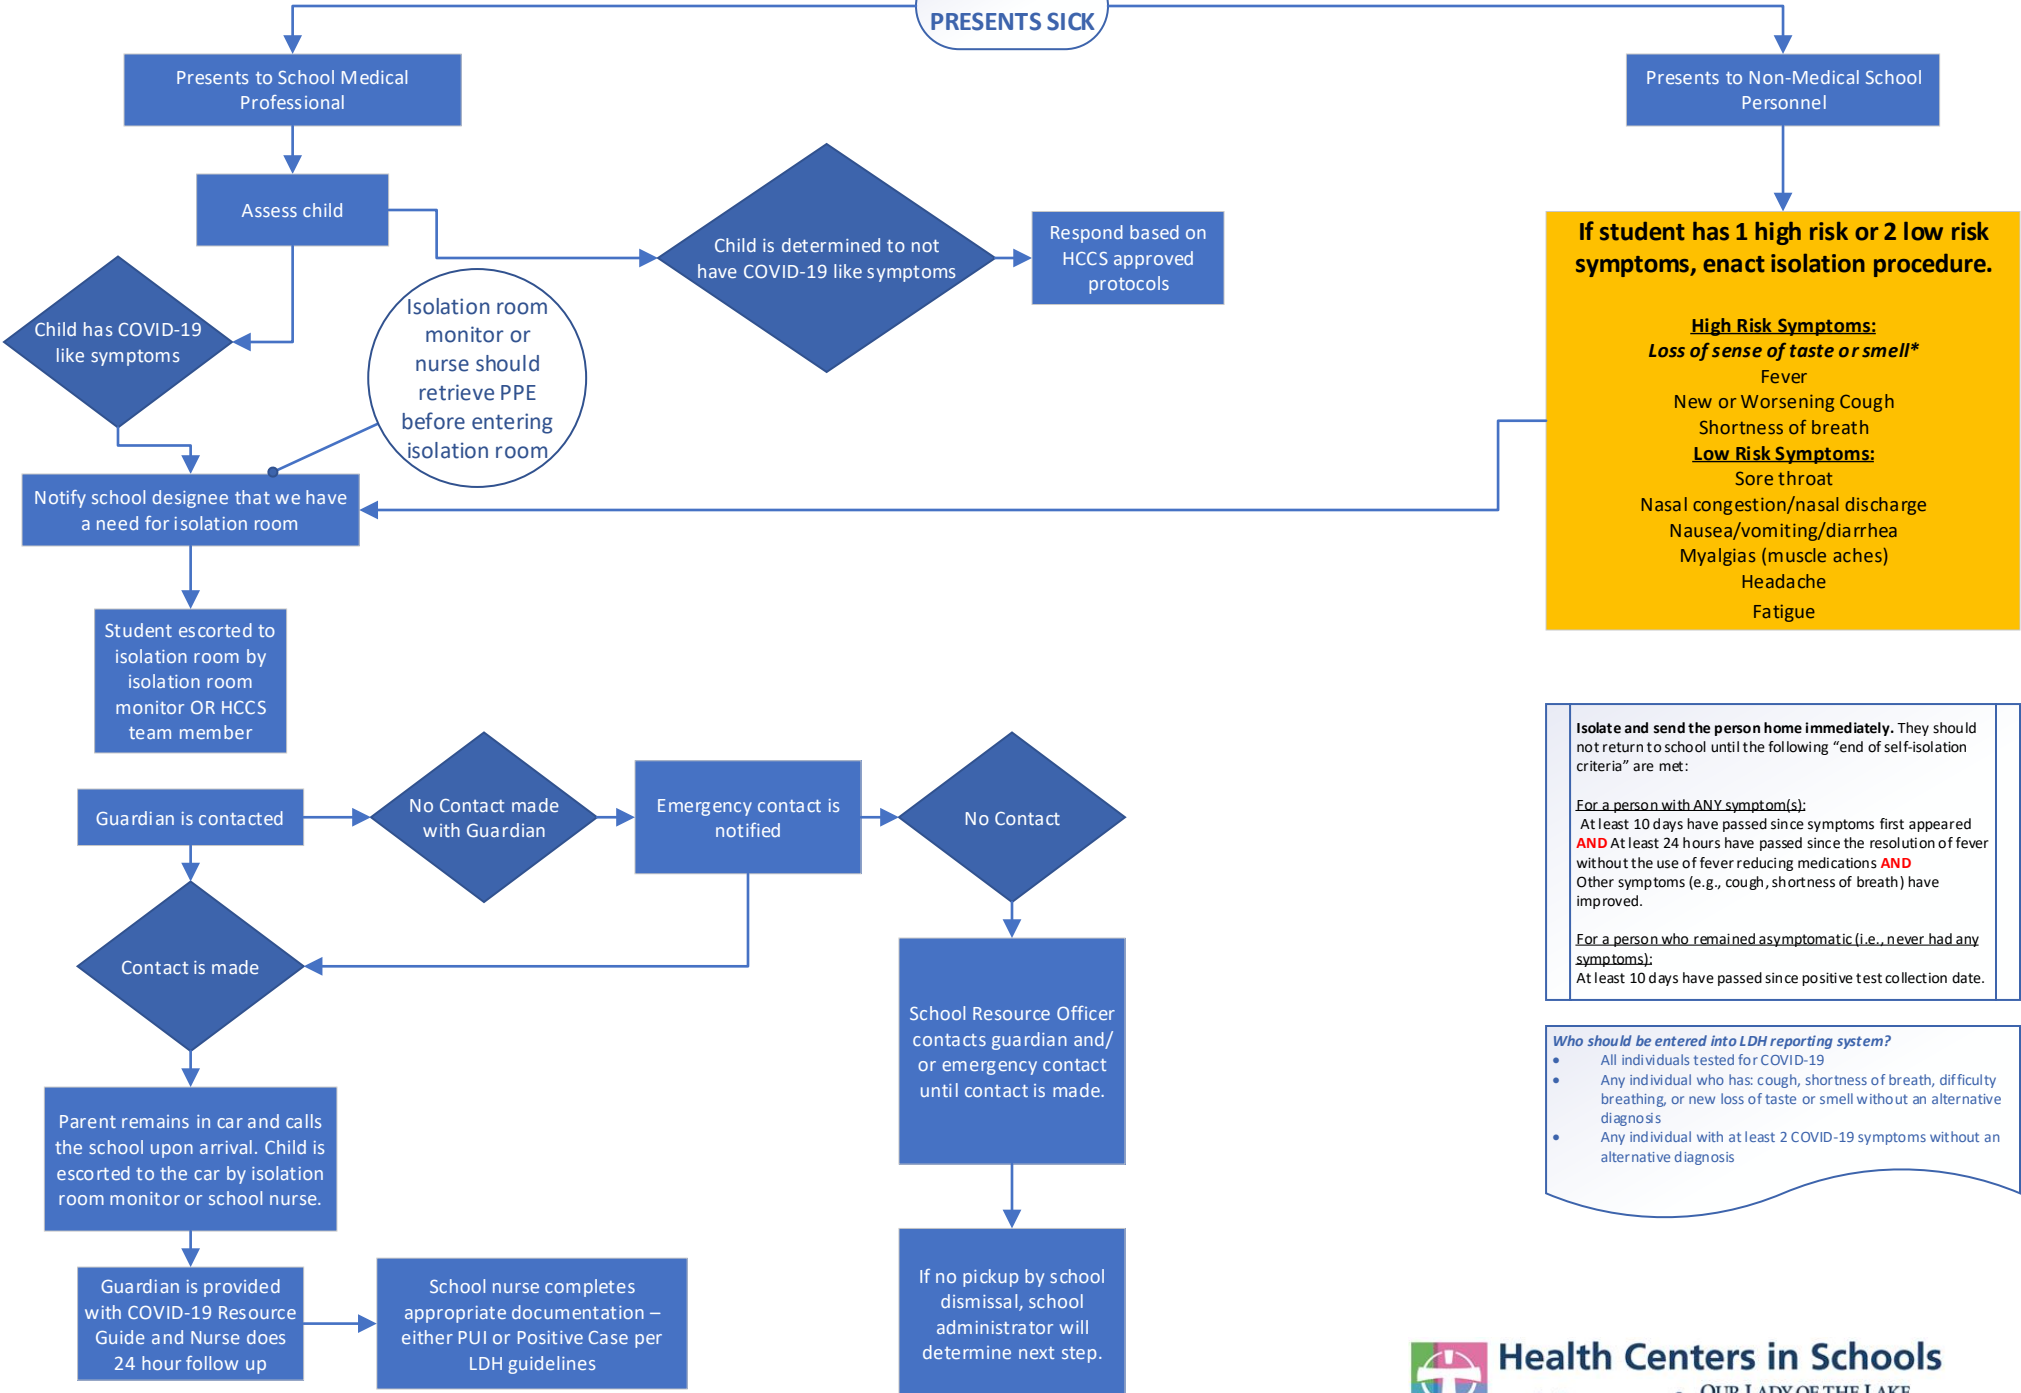 PRESENTS SICK
Presents to School Medical
Professional
Presents to Non-Medical School
Personnel
Assess child
Child is determined to not
have COVID-19 like symptoms
Respond based on
HCCS approved
protocols
Child has COVID-19
like symptoms
Isolation room
monitor or
nurse should
retrieve PPE
before entering
isolation room
If student has 1 high risk or 2 low risk
symptoms, enact isolation procedure.
High Risk Symptoms:
Loss of sense of taste or smell*
Fever
New or Worsening Cough
Shortness of breath
Low Risk Symptoms:
Sore throat
Nasal congestion/nasal discharge
Nausea/vomiting/diarrhea
Myalgias (muscle aches)
Headache
Fatigue
Notify school designee that we have
a need for isolation room
Student escorted to
isolation room by
isolation room
monitor OR HCCS
team member
Guardian is contacted
No Contact made
with Guardian
Emergency contact is
notified
No Contact
Contact is made
School Resource Officer
contacts guardian and/
or emergency contact
until contact is made.
Parent remains in car and calls
the school upon arrival. Child is
escorted to the car by isolation
room monitor or school nurse.
Guardian is provided
with COVID-19 Resource
Guide and Nurse does
24 hour follow up
School nurse completes
appropriate documentation –
either PUI or Positive Case per
LDH guidelines
If no pickup by school
dismissal, school
administrator will
determine next step.
Isolate and send the person home immediately. They should
not return to school until the following “end of self-isolation
criteria” are met:
For a person with ANY symptom(s):
At least 10 days have passed since symptoms first appeared
AND At least 24 hours have passed since the resolution of fever
without the use of fever reducing medications AND
Other symptoms (e.g., cough, shortness of breath) have
improved.
For a person who remained asymptomatic (i.e., never had any
symptoms):
At least 10 days have passed since positive test collection date.
Who should be entered into LDH reporting system?
• All individuals tested for COVID-19
• Any individual who has: cough, shortness of breath, difficulty
breathing, or new loss of taste or smell without an alternative
diagnosis
• Any individual with at least 2 COVID-19 symptoms without an
alternative diagnosis
Health Centers in Schools
OUR LADY OF THE LAKE